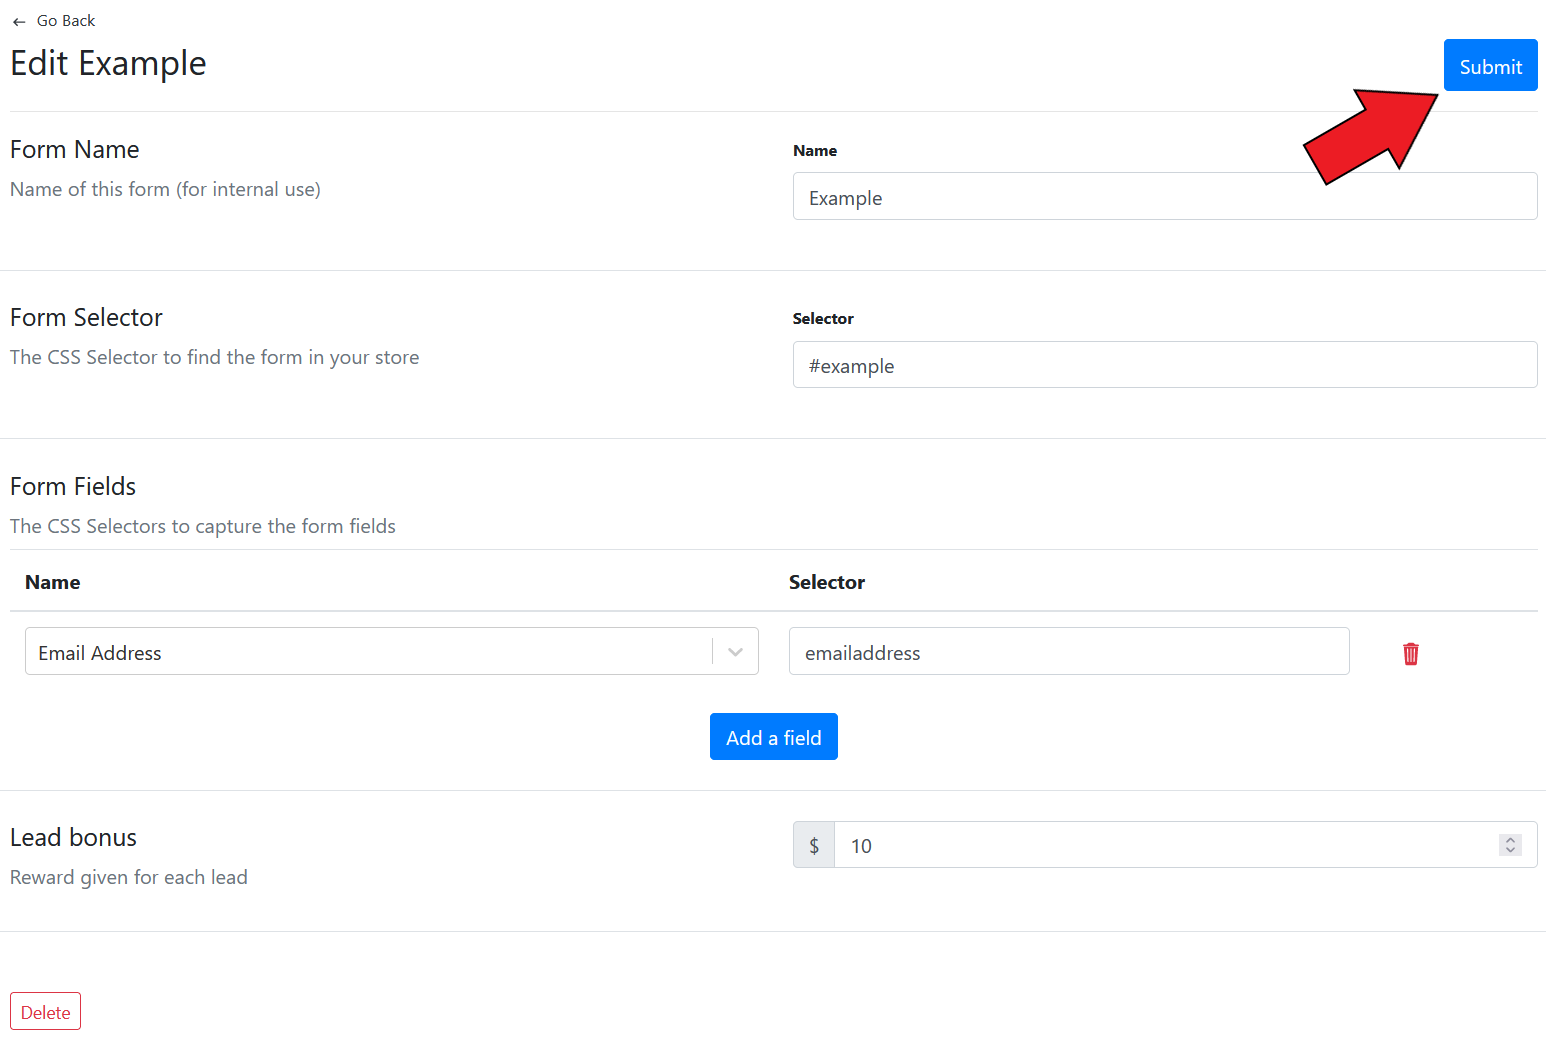 ← Go Back
Edit Example
Submit
Form Name
Name of this form (for internal use)
Name
Example
Form Selector
The CSS Selector to find the form in your store
Selector
#example
Form Fields
The CSS Selectors to capture the form fields
Name Selector
Email Address emailaddress
Add a field
Lead bonus
Reward given for each lead
$ 10
Delete